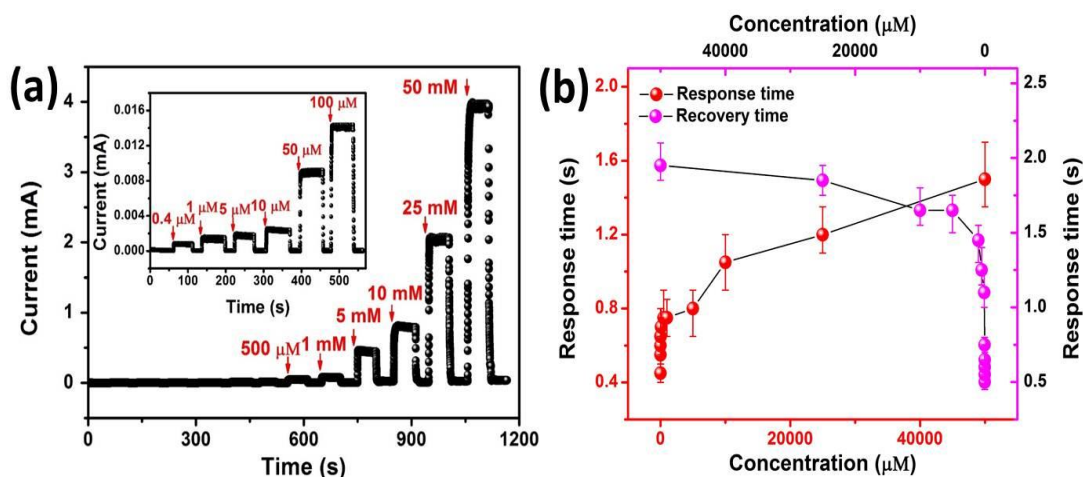 (a)
Current (mA)
4
3
2
1
0
0
300
600
900
1200
Time (s)
500 μM
1 mM
5 mM
10 mM
25 mM
50 mM
Current (mA)
0.016
0.012
0.008
0.004
0.000
0
100
200
300
400
500
Time (s)
0.4 μM
1 μM
5 μM
10 μM
50 μM
100 μM
(b)
Concentration (μM)
40000
20000
0
Response time
Recovery time
Response time (s)
2.0
1.6
1.2
0.8
0.4
Response time (s)
2.5
2.0
1.5
1.0
0.5
0
20000
40000
Concentration (μM)